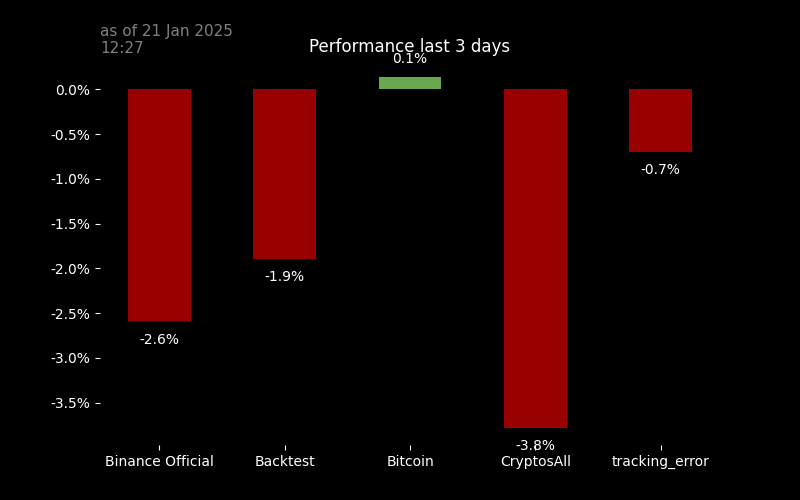 as of 21 Jan 2025
12:27
Performance last 3 days
0.1%
0.0%
-0.5%
-1.0%
-1.5%
-2.0%
-2.5%
-3.0%
-3.5%
-0.7%
-1.9%
-2.6%
-3.8%
Binance Official
Backtest
Bitcoin
CryptosAll
tracking_error